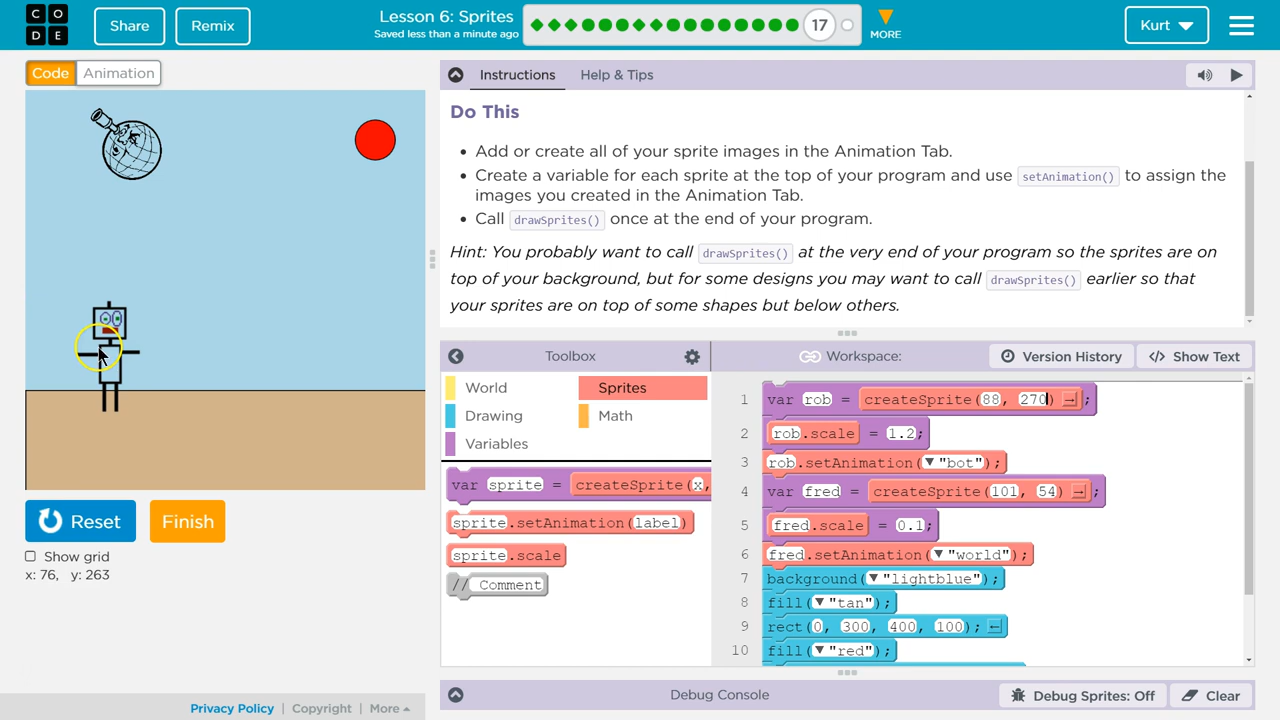 CO
DE
Share
Remix
Lesson 6: Sprites
Saved less than a minute ago
17
MORE
Kurt
Code
Animation
Instructions
Help & Tips
Do This
Add or create all of your sprite images in the Animation Tab.
Create a variable for each sprite at the top of your program and use setAnimation() to assign the
images you created in the Animation Tab.
Call drawSprites() once at the end of your program.
Hint: You probably want to call drawSprites() at the very end of your program so the sprites are on
top of your background, but for some designs you may want to call drawSprites() earlier so that
your sprites are on top of some shapes but below others.
Toolbox
Workspace:
Version History
</> Show Text
World
Sprites
Drawing
Math
Variables
var sprite = createSprite(x,
sprite.setAnimation(label)
sprite.scale
// Comment
1 var rob = createSprite(88, 270) → ;
2 rob.scale = 1.2;
3 rob.setAnimation(▼"bot");
4 var fred = createSprite(101, 54) → ;
5 fred.scale = 0.1;
6 fred.setAnimation(▼"world");
7 background(▼"lightblue");
8 fill(▼"tan");
9 rect(0, 300, 400, 100); ←
10 fill(▼"red");
Reset
Finish
Show grid
x: 76, y: 263
Debug Console
Debug Sprites: Off
Clear
Privacy Policy | Copyright | More